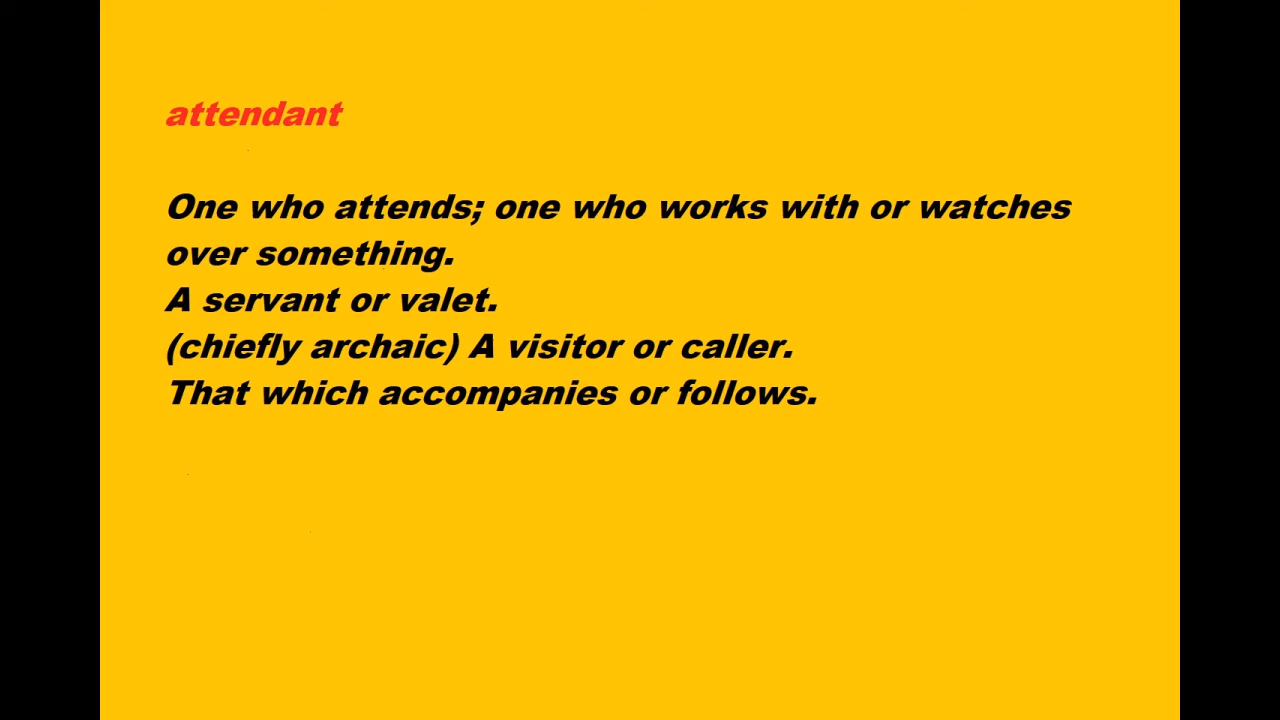 attendant
One who attends; one who works with or watches
over something.
A servant or valet.
(chiefly archaic) A visitor or caller.
That which accompanies or follows.